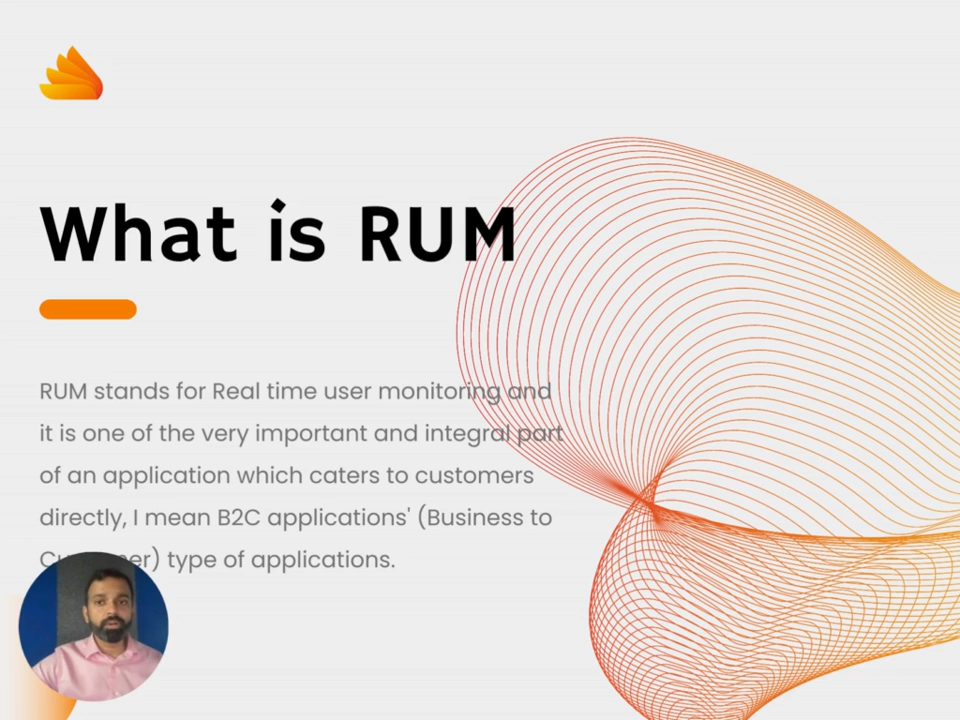 What is RUM
RUM stands for Real time user monitoring and
it is one of the very important and integral part
of an application which caters to customers
directly, I mean B2C applications' (Business to
type of applications.